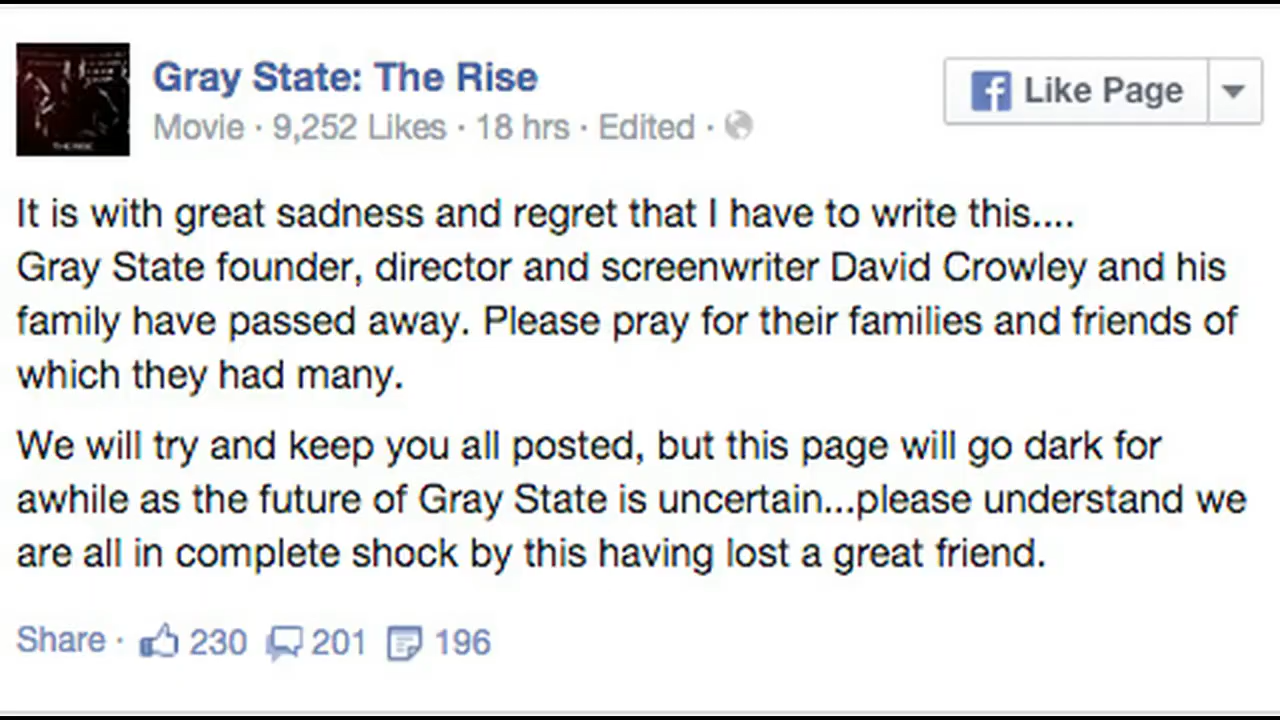 Gray State: The Rise
Movie · 9,252 Likes · 18 hrs · Edited ·
Like Page
It is with great sadness and regret that I have to write this....
Gray State founder, director and screenwriter David Crowley and his
family have passed away. Please pray for their families and friends of
which they had many.
We will try and keep you all posted, but this page will go dark for
awhile as the future of Gray State is uncertain...please understand we
are all in complete shock by this having lost a great friend.
Share · 230 201 196
THE RISE